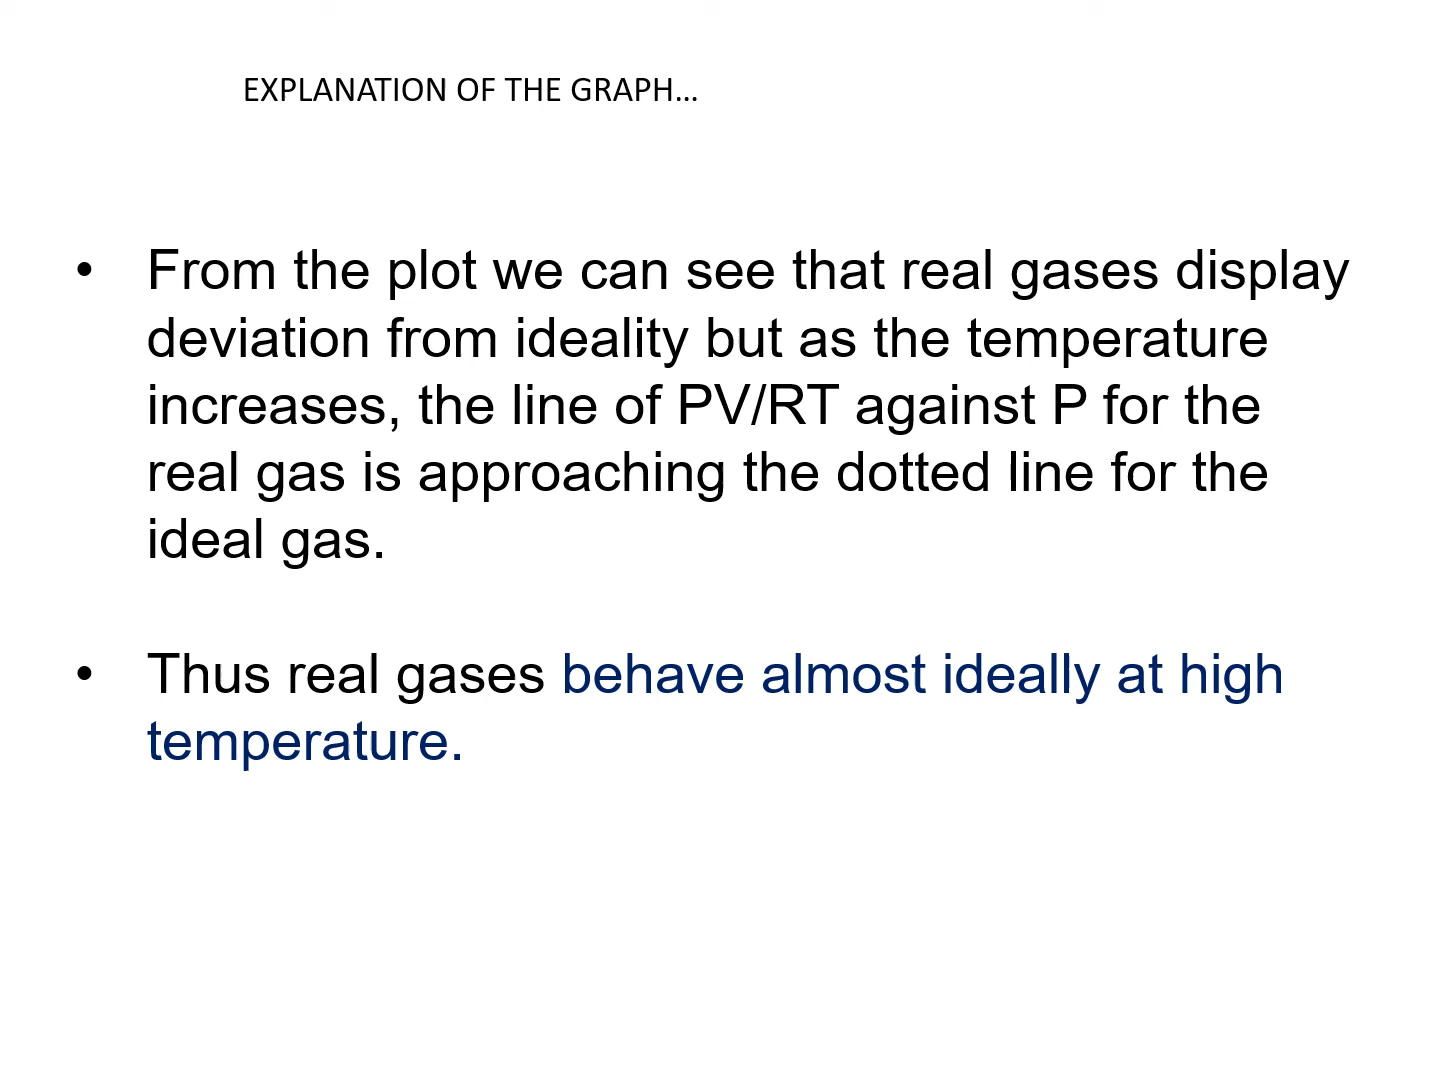 EXPLANATION OF THE GRAPH…
• From the plot we can see that real gases display
deviation from ideality but as the temperature
increases, the line of PV/RT against P for the
real gas is approaching the dotted line for the
ideal gas.
• Thus real gases behave almost ideally at high
temperature.